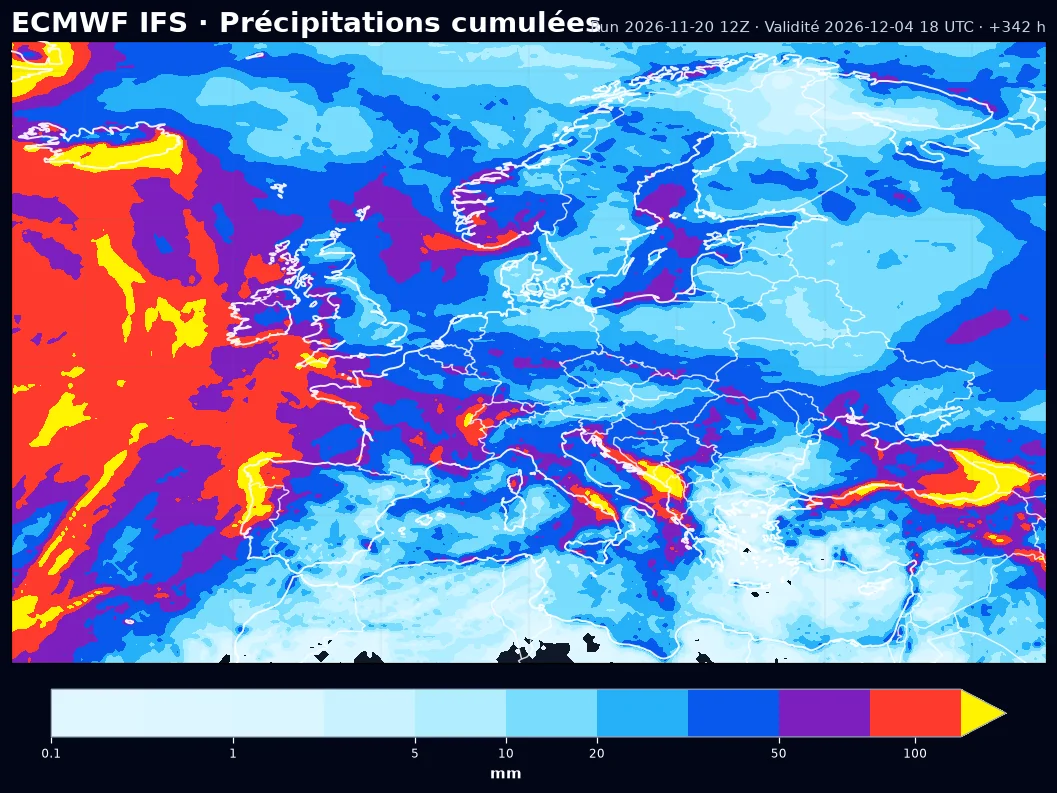 ECMWF IFS · Précipitations cumulées
Run 2026-11-20 12Z · Validité 2026-12-04 18 UTC · +342 h
0.1 1 5 10 20 50 100
mm